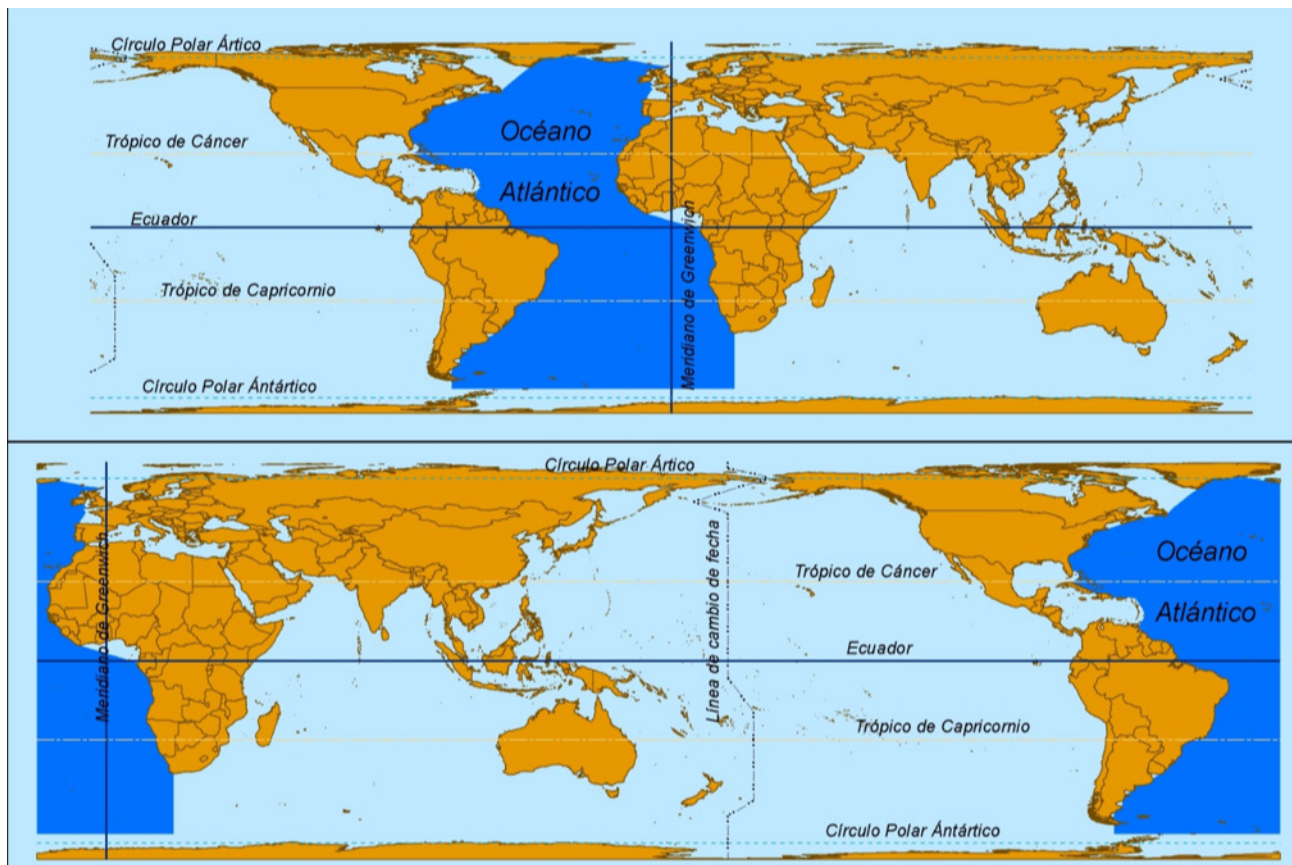 Círculo Polar Ártico
Océano
Trópico de Cáncer
Atlántico
Ecuador
Meridiano de Greenwich
Trópico de Capricornio
Círculo Polar Ántártico
Círculo Polar Ártico
Meridiano de Greenwich
Línea de cambio de fecha
Océano
Trópico de Cáncer
Atlántico
Ecuador
Trópico de Capricornio
Círculo Polar Ántártico